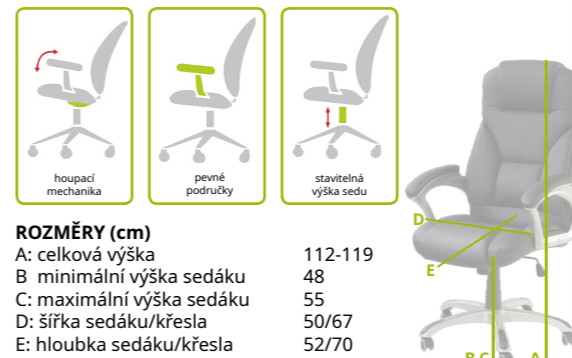 houpací
mechanika
pevné
područky
stavitelná
výška sedu
ROZMĚRY (cm)
A: celková výška 112-119
B minimální výška sedáku 48
C: maximální výška sedáku 55
D: šířka sedáku/křesla 50/67
E: hloubka sedáku/křesla 52/70
D
E
B C A